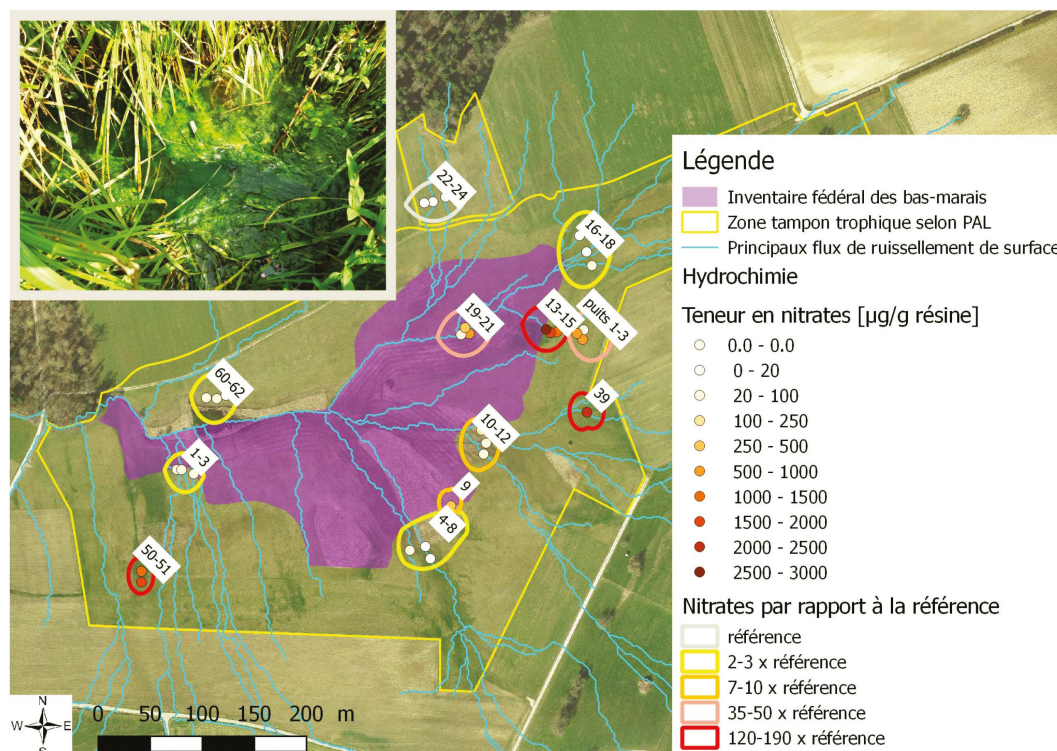 22-24
16-18
19-21
13-15
puits 1-3
60-62
39
10-12
1-3
9
4-8
50-51
Légende
Inventaire fédéral des bas-marais
Zone tampon trophique selon PAL
Principaux flux de ruissellement de surface
Hydrochimie
Teneur en nitrates [µg/g résine]
0.0 - 0.0
0 - 20
20 - 100
100 - 250
250 - 500
500 - 1000
1000 - 1500
1500 - 2000
2000 - 2500
2500 - 3000
Nitrates par rapport à la référence
référence
2-3 x référence
7-10 x référence
35-50 x référence
120-190 x référence
N
W E
S
0 50 100 150 200 m